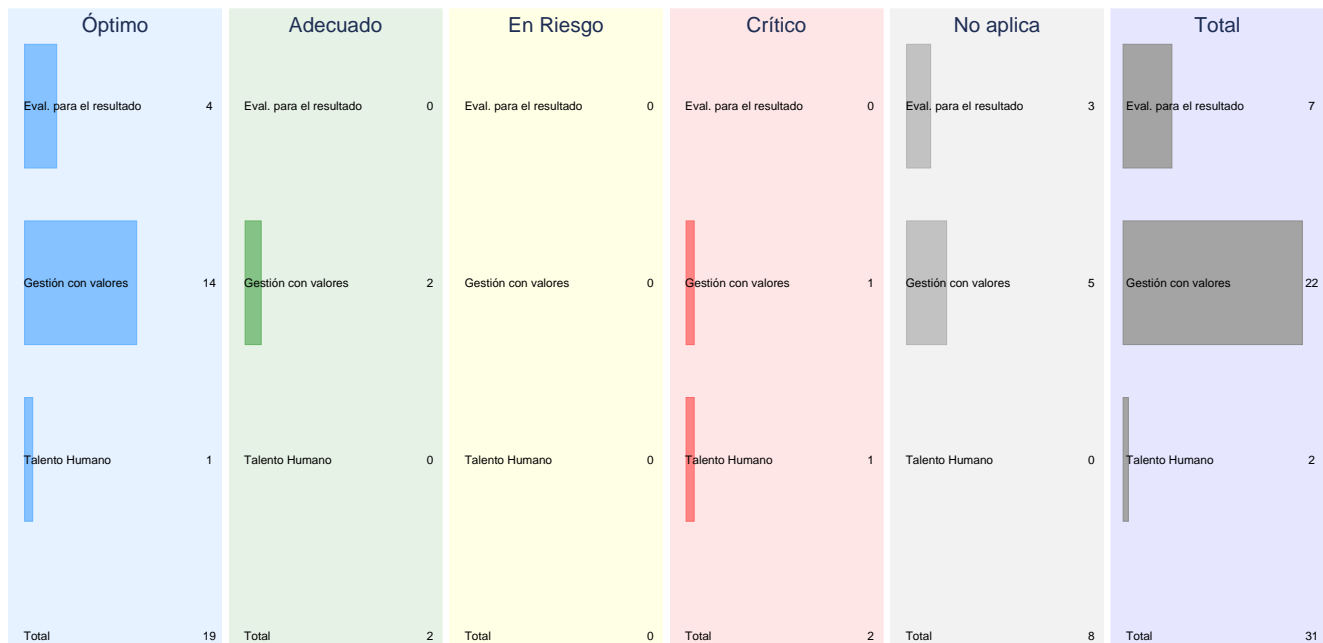 Óptimo Adecuado En Riesgo Crítico No aplica Total
Eval. para el resultado 4 Eval. para el resultado 0 Eval. para el resultado 0 Eval. para el resultado 0 Eval. para el resultado 3 Eval. para el resultado 7
Gestión con valores 14 Gestión con valores 2 Gestión con valores 0 Gestión con valores 1 Gestión con valores 5 Gestión con valores 22
Talento Humano 1 Talento Humano 0 Talento Humano 0 Talento Humano 1 Talento Humano 0 Talento Humano 2
Total 19 Total 2 Total 0 Total 2 Total 8 Total 31